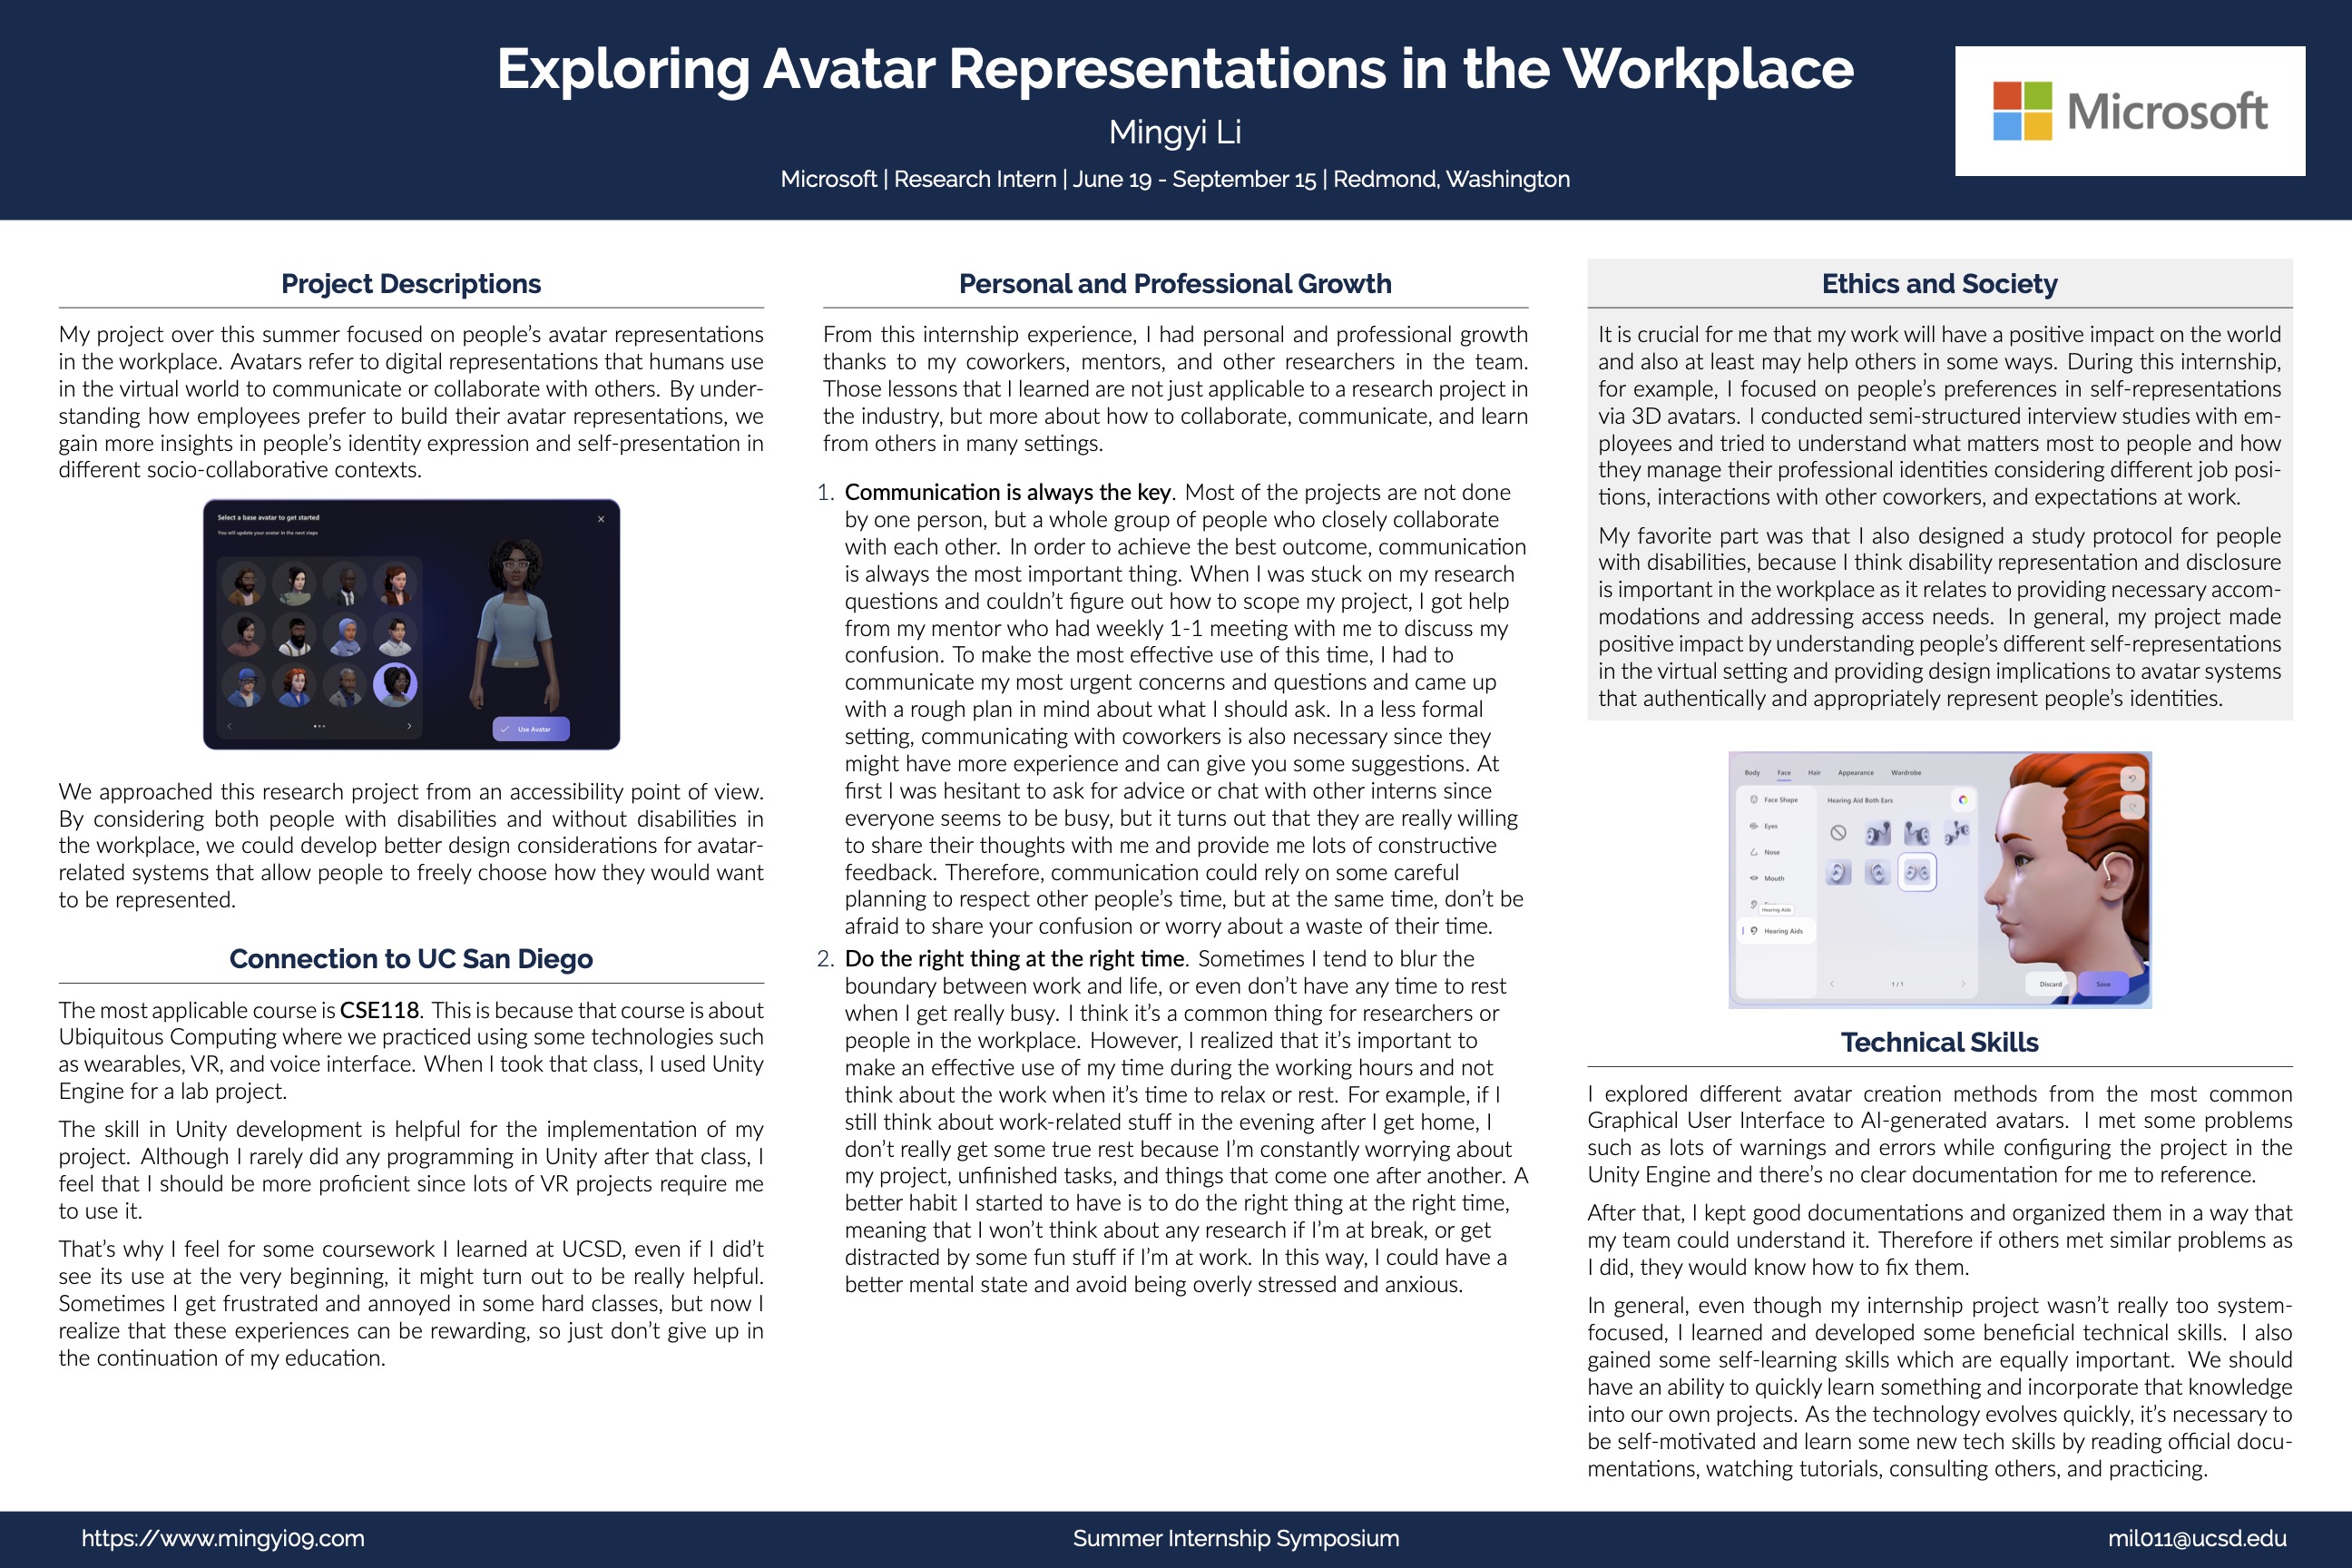 Exploring Avatar Representations in the Workplace
Mingyi Li
Microsoft | Research Intern | June 19 - September 15 | Redmond, Washington
Microsoft
Project Descriptions
My project over this summer focused on people's avatar representations
in the workplace. Avatars refer to digital representations that humans use
in the virtual world to communicate or collaborate with others. By under-
standing how employees prefer to build their avatar representations, we
gain more insights in people's identity expression and self-presentation in
different socio-collaborative contexts.
Select a base avatar to get started
You will update your avatar in the next steps
Use Avatar
We approached this research project from an accessibility point of view.
By considering both people with disabilities and without disabilities in
the workplace, we could develop better design considerations for avatar-
related systems that allow people to freely choose how they would want
to be represented.
Connection to UC San Diego
The most applicable course is CSE118. This is because that course is about
Ubiquitous Computing where we practiced using some technologies such
as wearables, VR, and voice interface. When I took that class, I used Unity
Engine for a lab project.
The skill in Unity development is helpful for the implementation of my
project. Although I rarely did any programming in Unity after that class, I
feel that I should be more proficient since lots of VR projects require me
to use it.
That's why I feel for some coursework I learned at UCSD, even if I did't
see its use at the very beginning, it might turn out to be really helpful.
Sometimes I get frustrated and annoyed in some hard classes, but now I
realize that these experiences can be rewarding, so just don't give up in
the continuation of my education.
Personal and Professional Growth
From this internship experience, I had personal and professional growth
thanks to my coworkers, mentors, and other researchers in the team.
Those lessons that I learned are not just applicable to a research project in
the industry, but more about how to collaborate, communicate, and learn
from others in many settings.
1. Communication is always the key. Most of the projects are not done
by one person, but a whole group of people who closely collaborate
with each other. In order to achieve the best outcome, communication
is always the most important thing. When I was stuck on my research
questions and couldn't figure out how to scope my project, I got help
from my mentor who had weekly 1-1 meeting with me to discuss my
confusion. To make the most effective use of this time, I had to
communicate my most urgent concerns and questions and came up
with a rough plan in mind about what I should ask. In a less formal
setting, communicating with coworkers is also necessary since they
might have more experience and can give you some suggestions. At
first I was hesitant to ask for advice or chat with other interns since
everyone seems to be busy, but it turns out that they are really willing
to share their thoughts with me and provide me lots of constructive
feedback. Therefore, communication could rely on some careful
planning to respect other people's time, but at the same time, don't be
afraid to share your confusion or worry about a waste of their time.
2. Do the right thing at the right time. Sometimes I tend to blur the
boundary between work and life, or even don't have any time to rest
when I get really busy. I think it's a common thing for researchers or
people in the workplace. However, I realized that it's important to
make an effective use of my time during the working hours and not
think about the work when it's time to relax or rest. For example, if I
still think about work-related stuff in the evening after I get home, I
don't really get some true rest because I'm constantly worrying about
my project, unfinished tasks, and things that come one after another. A
better habit I started to have is to do the right thing at the right time,
meaning that I won't think about any research if I'm at break, or get
distracted by some fun stuff if I'm at work. In this way, I could have a
better mental state and avoid being overly stressed and anxious.
Ethics and Society
It is crucial for me that my work will have a positive impact on the world
and also at least may help others in some ways. During this internship,
for example, I focused on people's preferences in self-representations
via 3D avatars. I conducted semi-structured interview studies with em-
ployees and tried to understand what matters most to people and how
they manage their professional identities considering different job posi-
tions, interactions with other coworkers, and expectations at work.
My favorite part was that I also designed a study protocol for people
with disabilities, because I think disability representation and disclosure
is important in the workplace as it relates to providing necessary accom-
modations and addressing access needs. In general, my project made
positive impact by understanding people's different self-representations
in the virtual setting and providing design implications to avatar systems
that authentically and appropriately represent people's identities.
Body Face Hair Appearance Wardrobe
Face Shape
Eyes
Nose
Mouth
Hearing Aids
Hearing Aids
Hearing Aid Both Ears
1 / 1
Discard
Save
Technical Skills
I explored different avatar creation methods from the most common
Graphical User Interface to AI-generated avatars. I met some problems
such as lots of warnings and errors while configuring the project in the
Unity Engine and there's no clear documentation for me to reference.
After that, I kept good documentations and organized them in a way that
my team could understand it. Therefore if others met similar problems as
I did, they would know how to fix them.
In general, even though my internship project wasn't really too system-
focused, I learned and developed some beneficial technical skills. I also
gained some self-learning skills which are equally important. We should
have an ability to quickly learn something and incorporate that knowledge
into our own projects. As the technology evolves quickly, it's necessary to
be self-motivated and learn some new tech skills by reading official docu-
mentations, watching tutorials, consulting others, and practicing.
https://www.mingyi09.com
Summer Internship Symposium
mil011@ucsd.edu